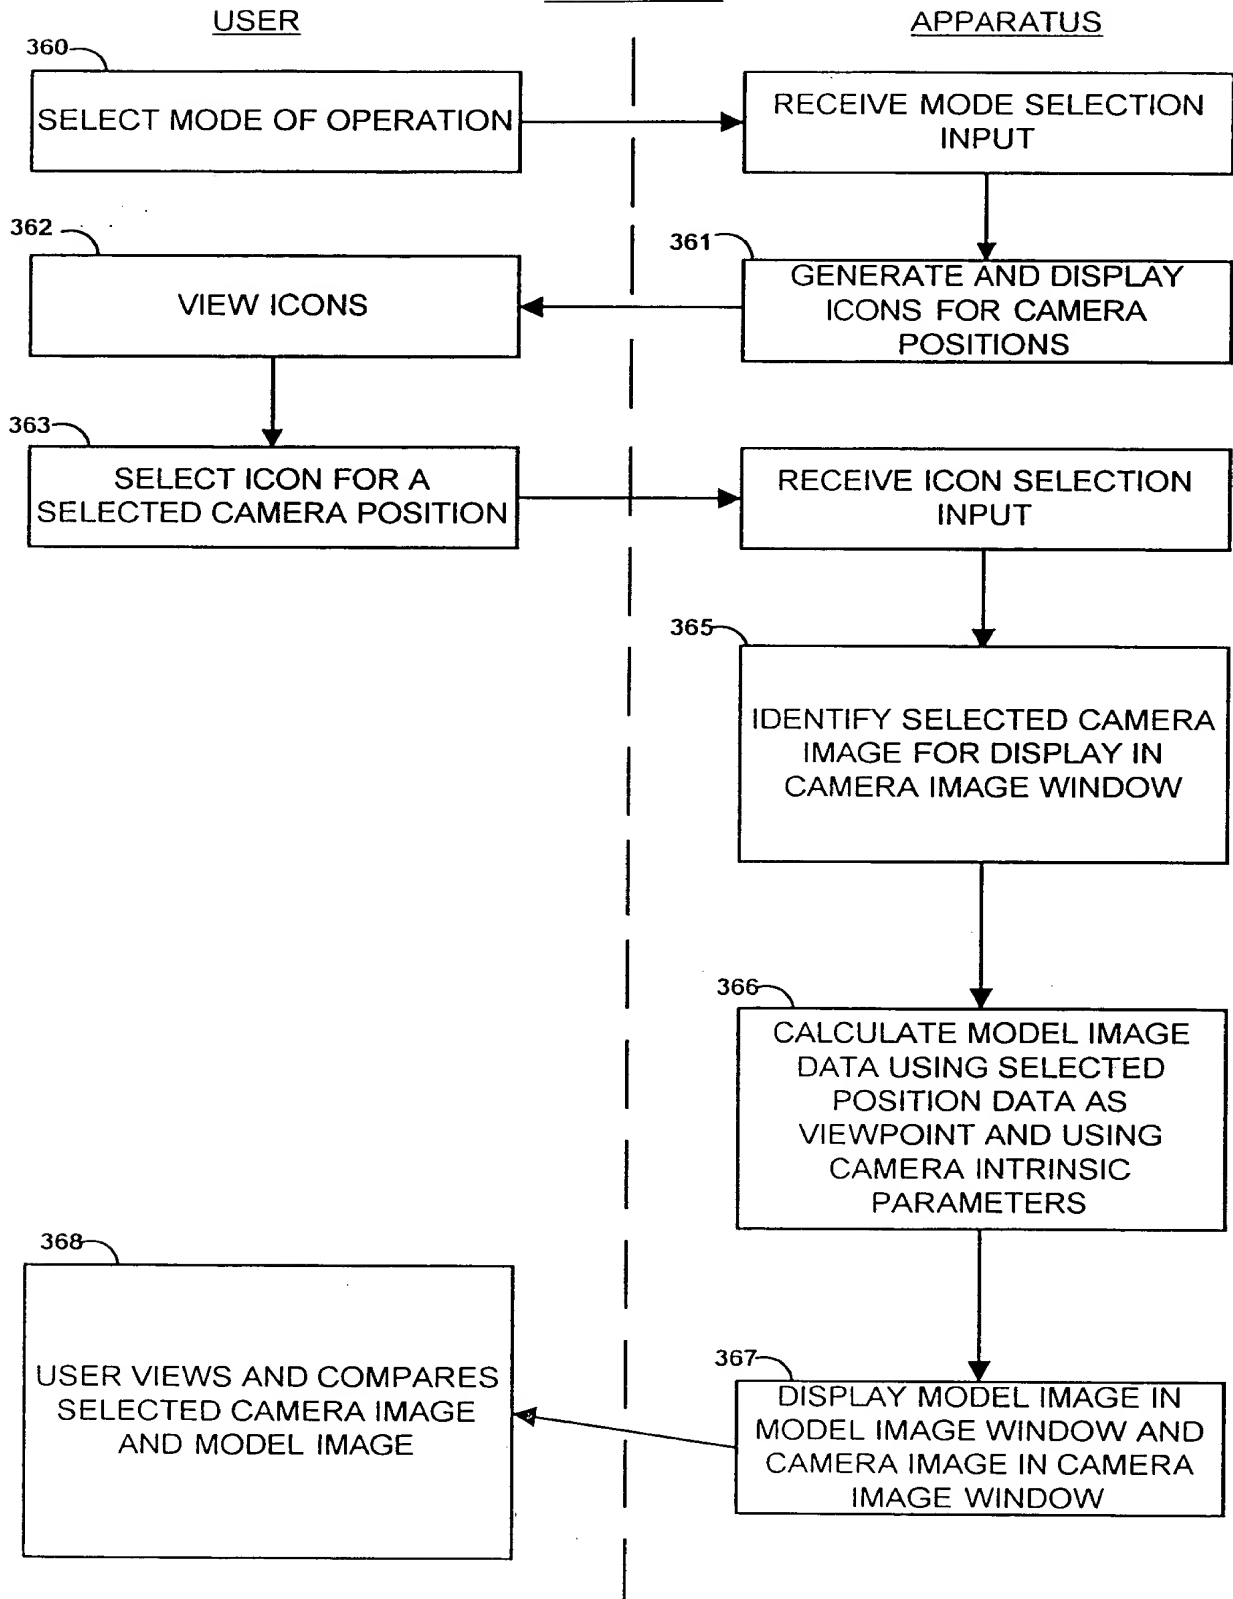 USER
APPARATUS
360
SELECT MODE OF OPERATION
RECEIVE MODE SELECTION
INPUT
362
VIEW ICONS
361
GENERATE AND DISPLAY
ICONS FOR CAMERA
POSITIONS
363
SELECT ICON FOR A
SELECTED CAMERA POSITION
RECEIVE ICON SELECTION
INPUT
365
IDENTIFY SELECTED CAMERA
IMAGE FOR DISPLAY IN
CAMERA IMAGE WINDOW
366
CALCULATE MODEL IMAGE
DATA USING SELECTED
POSITION DATA AS
VIEWPOINT AND USING
CAMERA INTRINSIC
PARAMETERS
368
USER VIEWS AND COMPARES
SELECTED CAMERA IMAGE
AND MODEL IMAGE
367
DISPLAY MODEL IMAGE IN
MODEL IMAGE WINDOW AND
CAMERA IMAGE IN CAMERA
IMAGE WINDOW